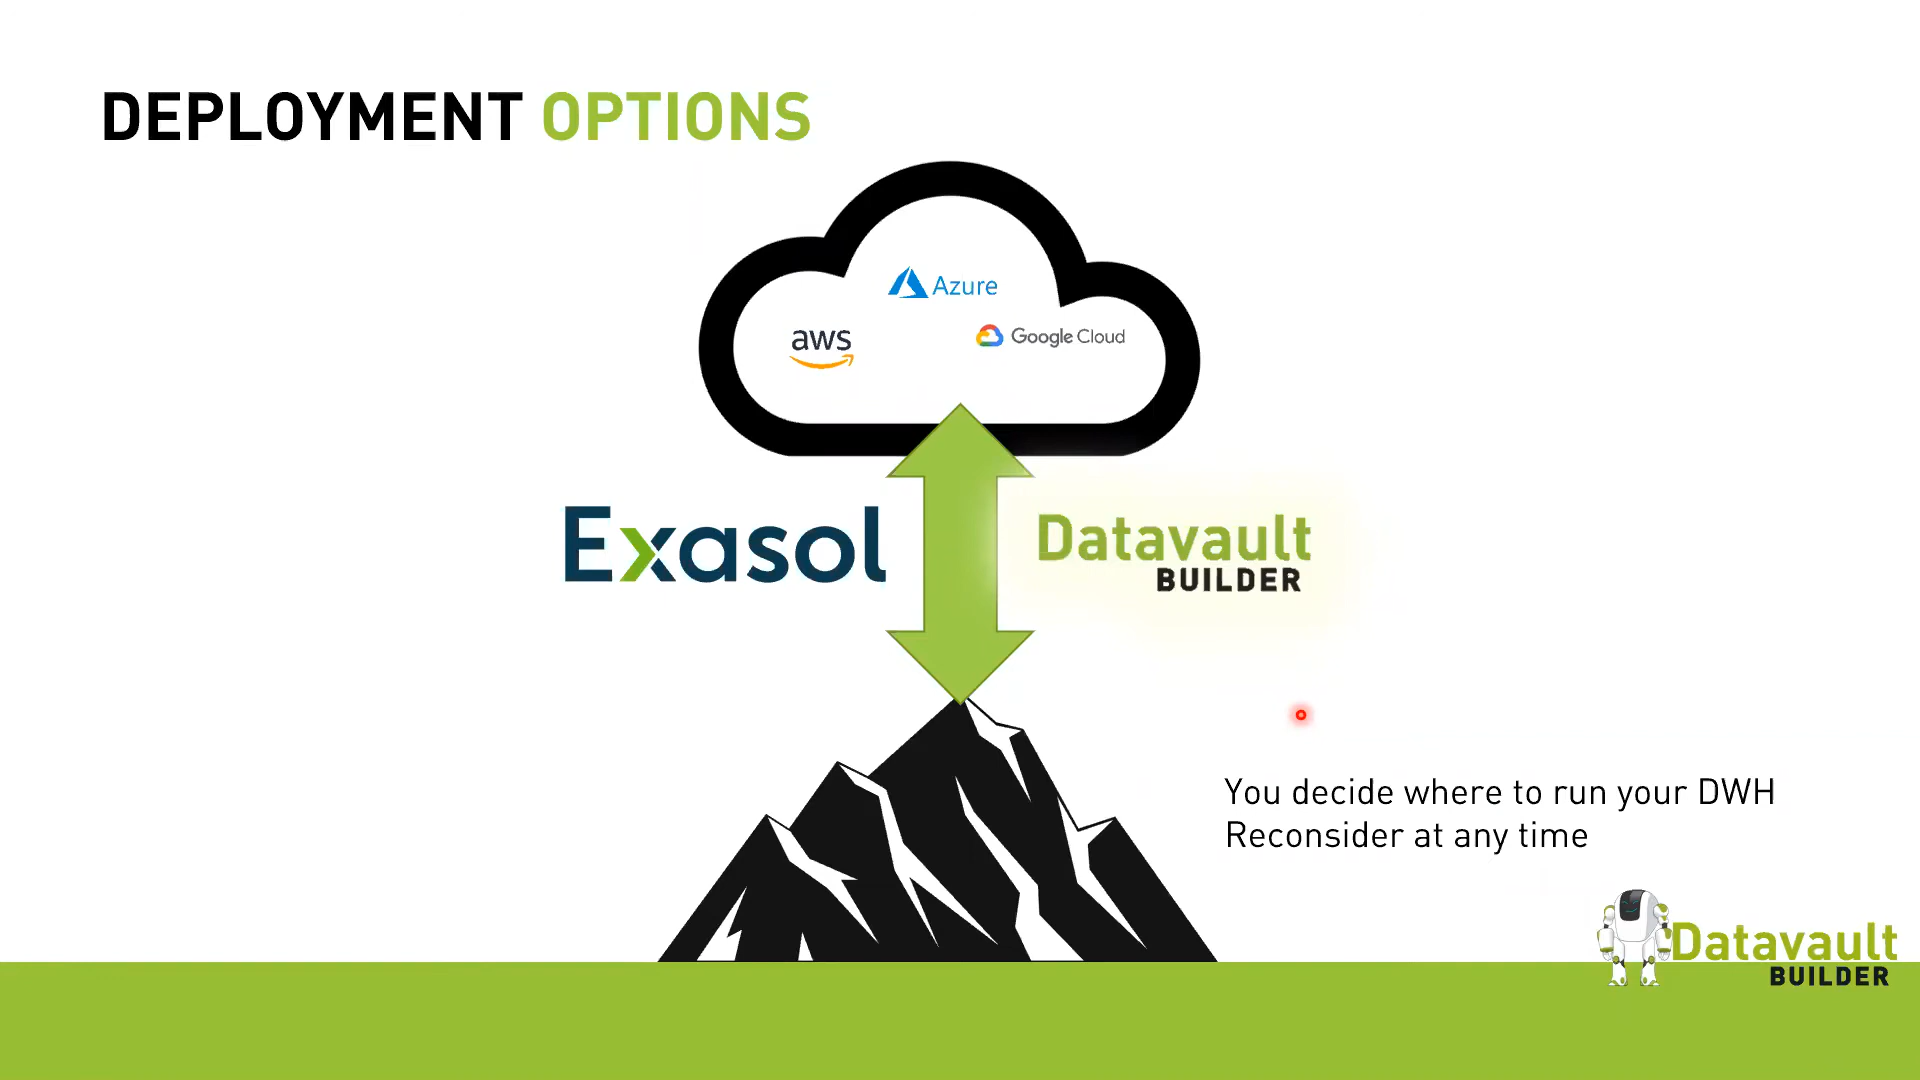 DEPLOYMENT OPTIONS
Azure
aws
Google Cloud
Exasol
Datavault
BUILDER
You decide where to run your DWH
Reconsider at any time
Datavault
BUILDER